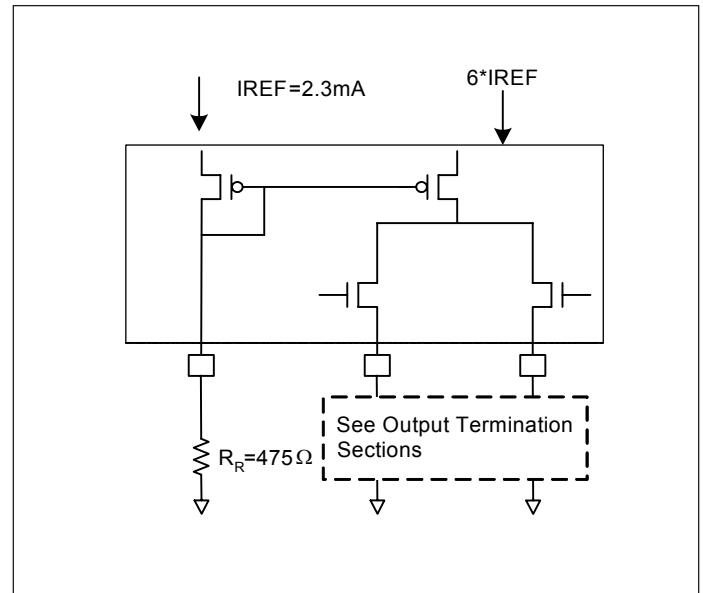 IREF=2.3mA
6*IREF
See Output Termination
Sections
R_R=475Ω